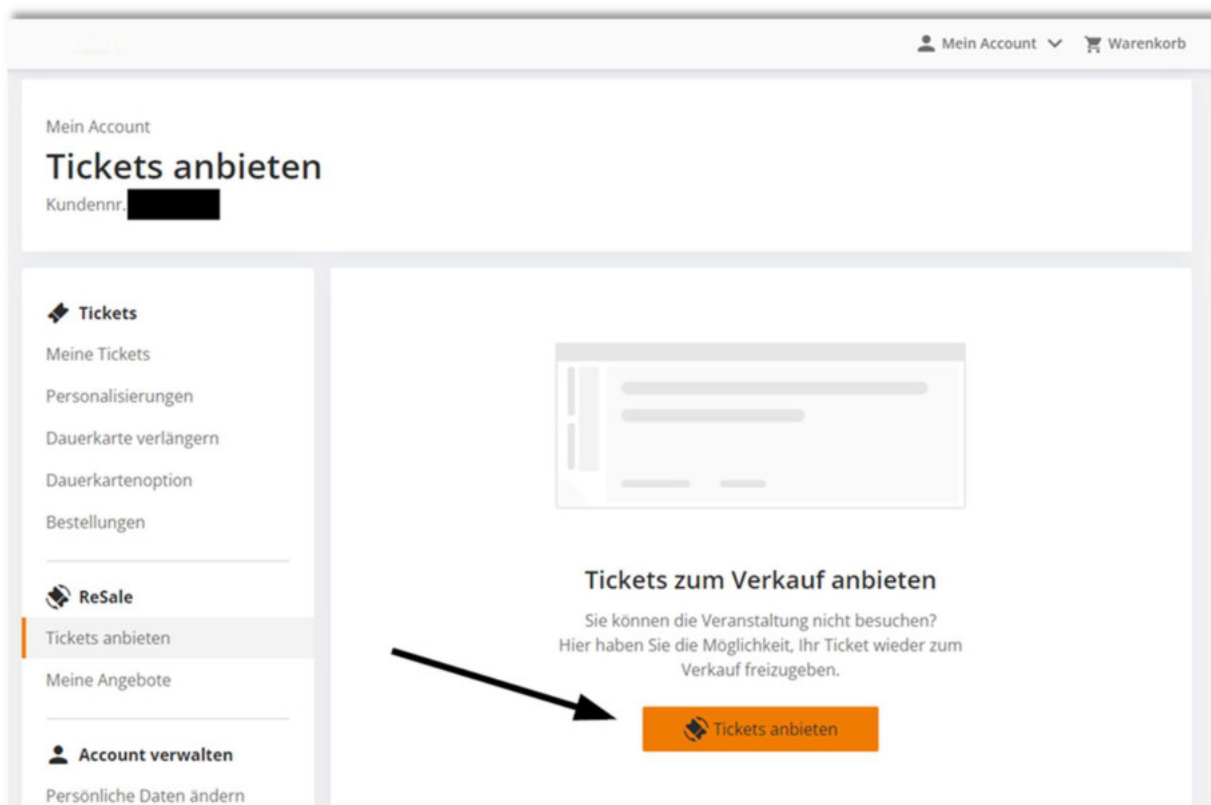 Mein Account
Warenkorb
Mein Account
Tickets anbieten
Kundennr.
Tickets
Meine Tickets
Personalisierungen
Dauerkarte verlängern
Dauerkartenoption
Bestellungen
ReSale
Tickets anbieten
Meine Angebote
Account verwalten
Persönliche Daten ändern
Tickets zum Verkauf anbieten
Sie können die Veranstaltung nicht besuchen?
Hier haben Sie die Möglichkeit, Ihr Ticket wieder zum
Verkauf freizugeben.
Tickets anbieten